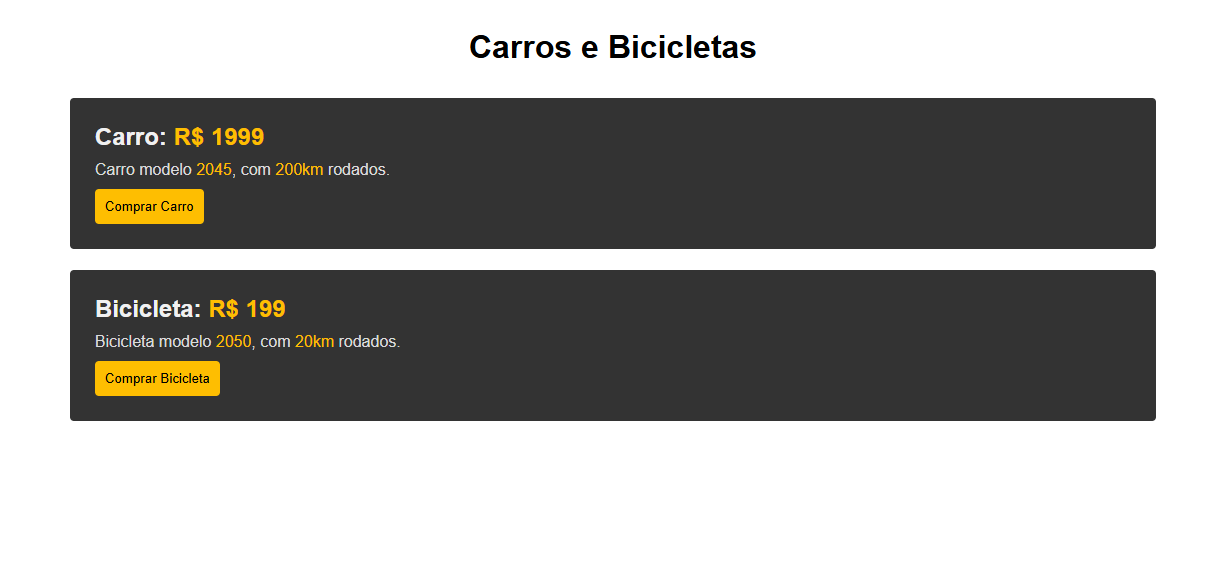 Carros e Bicicletas
Carro: R$ 1999
Carro modelo 2045, com 200km rodados.
Comprar Carro
Bicicleta: R$ 199
Bicicleta modelo 2050, com 20km rodados.
Comprar Bicicleta